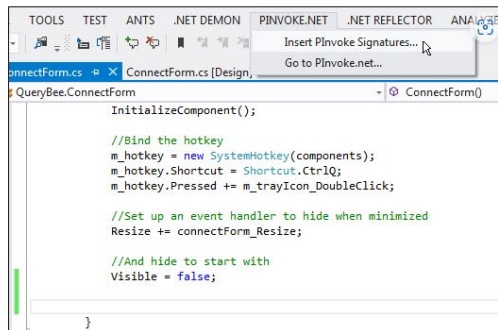 TOOLS TEST ANTS .NET DEMON PINVOKE.NET .NET REFLECTOR
Insert PInvoke Signatures...
Go to PInvoke.net...
ConnectForm.cs [Design]
QueryBee.ConnectForm ConnectForm()
InitializeComponent();
//Bind the hotkey
m_hotkey = new SystemHotkey(components);
m_hotkey.Shortcut = Shortcut.CtrlQ;
m_hotkey.Pressed += m_trayIcon_DoubleClick;
//Set up an event handler to hide when minimized
Resize += connectForm_Resize;
//And hide to start with
Visible = false;
}